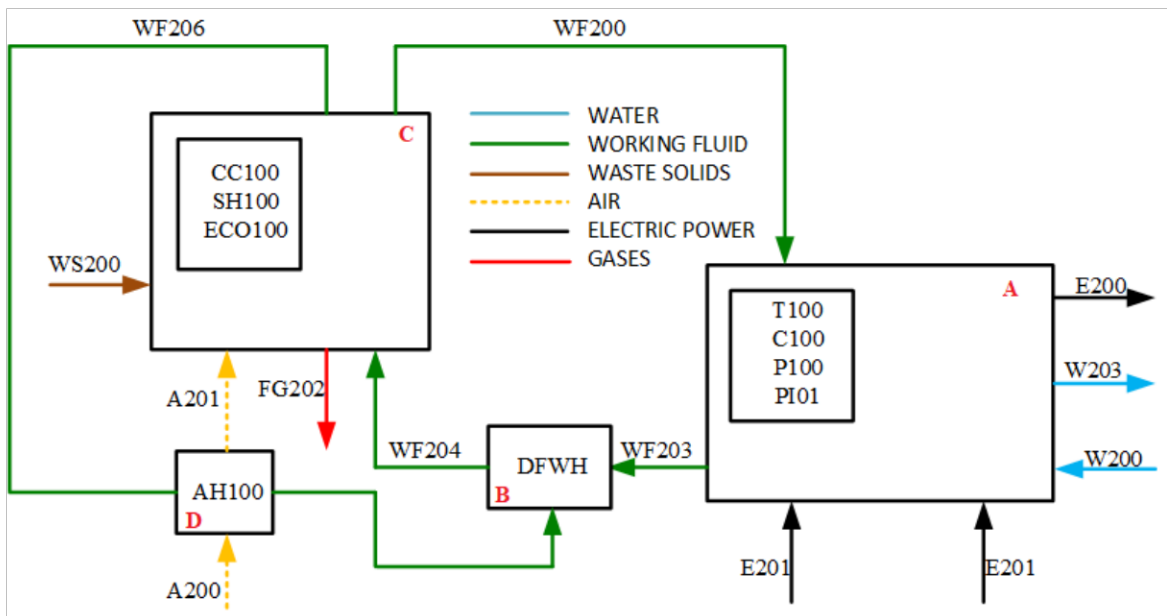 WF206
WF200
C
WATER
WORKING FLUID
WASTE SOLIDS
AIR
ELECTRIC POWER
GASES
CC100
SH100
ECO100
WS200
A
T100
C100
P100
PI01
E200
W203
W200
A201
FG202
WF204
DFWH
B
WF203
AH100
D
A200
E201
E201